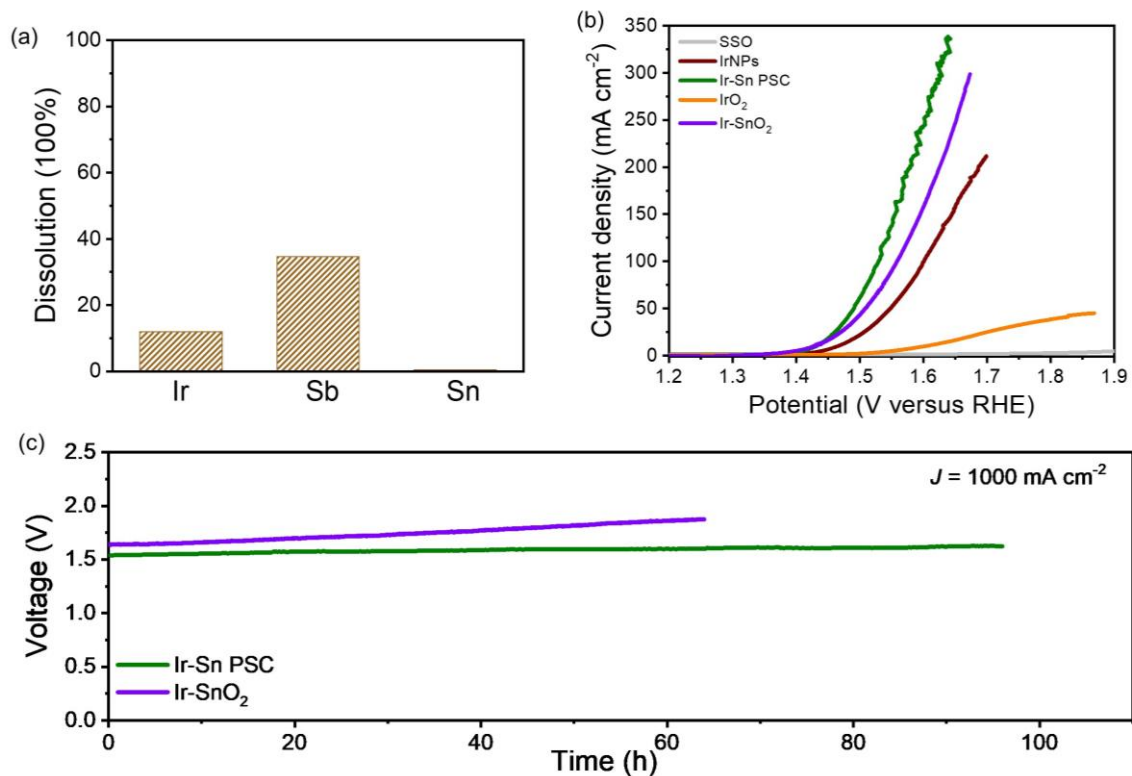 (a)
100
80
60
40
20
0
Dissolution (100%)
Ir Sb Sn
(b)
350
300
250
200
150
100
50
0
Current density (mA cm⁻²)
SSO
IrNPs
Ir-Sn PSC
IrO₂
Ir-SnO₂
1.2 1.3 1.4 1.5 1.6 1.7 1.8 1.9
Potential (V versus RHE)
(c)
2.5
2.0
1.5
1.0
0.5
0.0
Voltage (V)
J = 1000 mA cm⁻²
Ir-Sn PSC
Ir-SnO₂
0 20 40 60 80 100
Time (h)